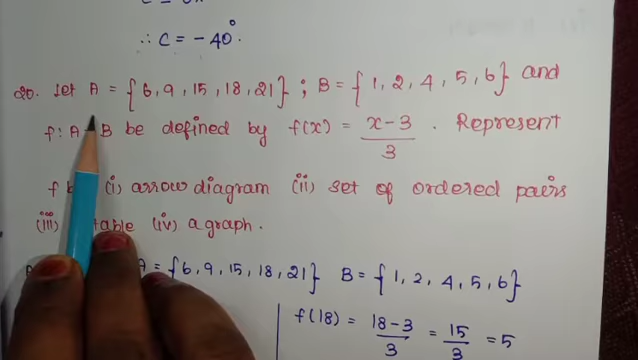 ∴ C = -40°.
20. Let A = {6, 9, 15, 18, 21} ; B = {1, 2, 4, 5, 6} and
f : A B be defined by f(x) = (x-3)/3 . Represent
f (i) arrow diagram (ii) set of ordered pairs
(iii) table (iv) a graph.
A = {6, 9, 15, 18, 21} B = {1, 2, 4, 5, 6}
f(18) = (18-3)/3 = 15/3 = 5